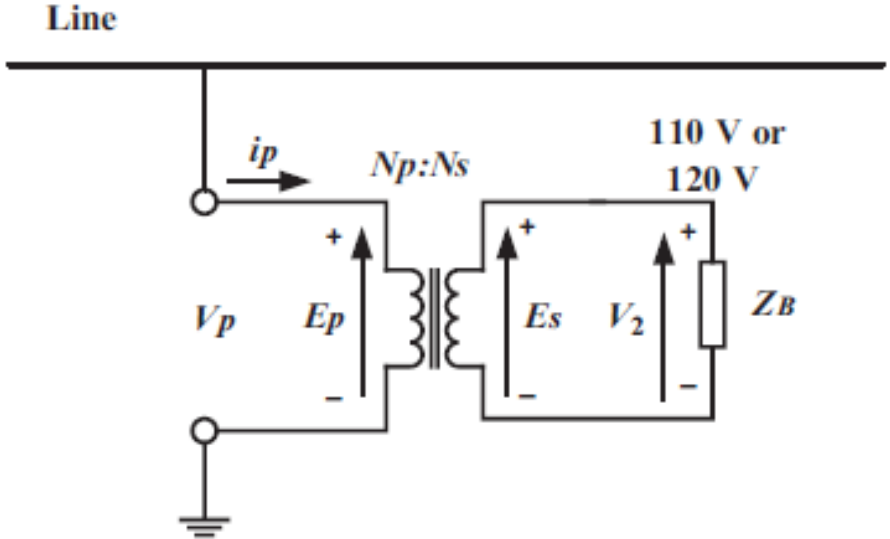 Line
110 V or
120 V
ip
Np:Ns
+
+
+
Vp
Ep
Es
V₂
ZB
−
−
−